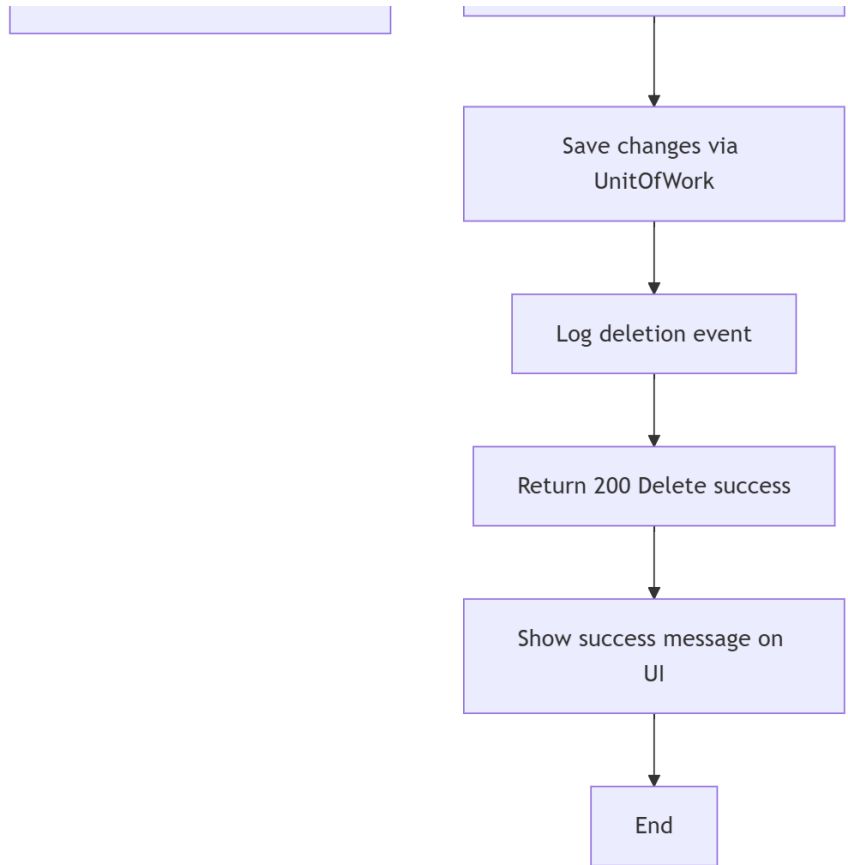 Save changes via
UnitOfWork
Log deletion event
Return 200 Delete success
Show success message on
UI
End